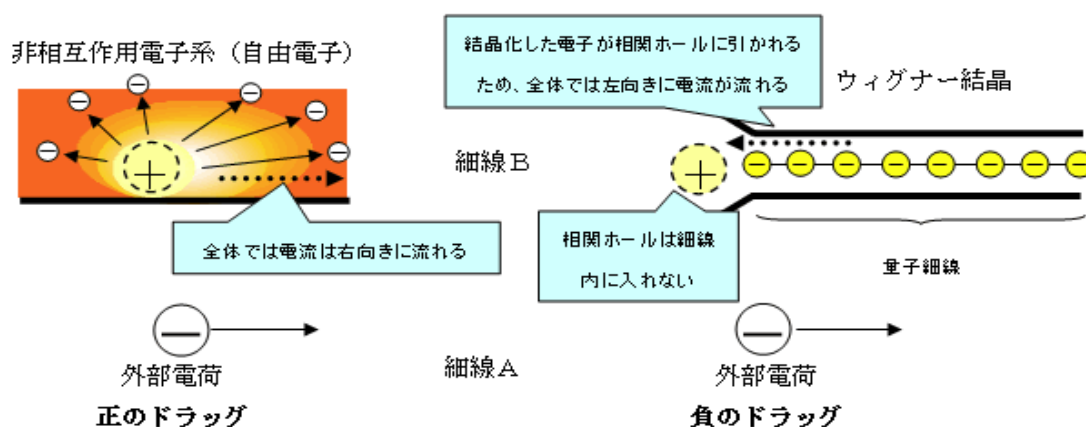 非相互作用電子系（自由電子）
全体では電流は右向きに流れる
外部電荷
正のドラッグ
細線B
細線A
結晶化した電子が相関ホールに引かれる
ため、全体では左向きに電流が流れる
ウィグナー結晶
相関ホールは細線
内に入れない
量子細線
外部電荷
負のドラッグ